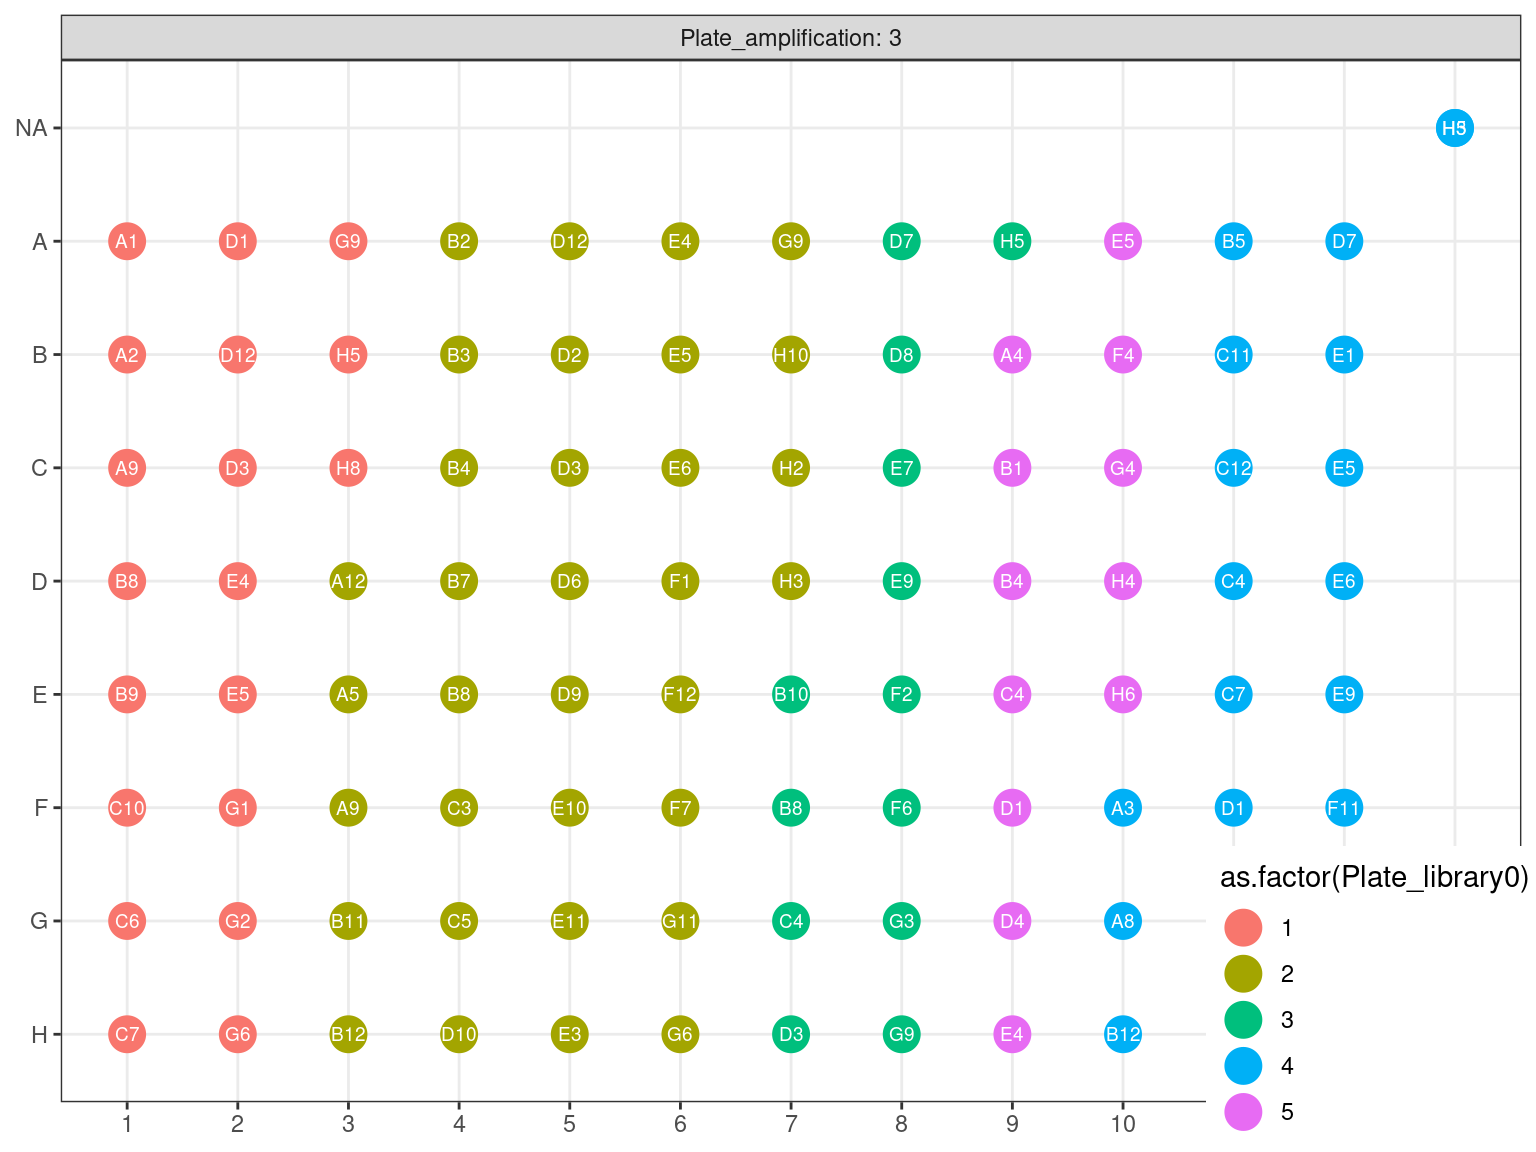 Plate_amplification: 3
NA
A A1 D1 G9 B2 D12 E4 G9 D7 H5 E5 B5 D7
B A2 D12 H5 B3 D2 E5 H10 D8 A4 F4 C11 E1
C A9 D3 H8 B4 D3 E6 H2 E7 B1 G4 C12 E5
D B8 E4 A12 B7 D6 F1 H3 E9 B4 H4 C4 E6
E B9 E5 A5 B8 D9 F12 B10 F2 C4 H6 C7 E9
F C10 G1 A9 C3 E10 F7 B8 F6 D1 A3 D1 F11
G C6 G2 B11 C5 E11 G11 C4 G3 D4 A8
H C7 G6 B12 D10 E3 G6 D3 G9 E4 B12
1 2 3 4 5 6 7 8 9 10
as.factor(Plate_library0)
1
2
3
4
5